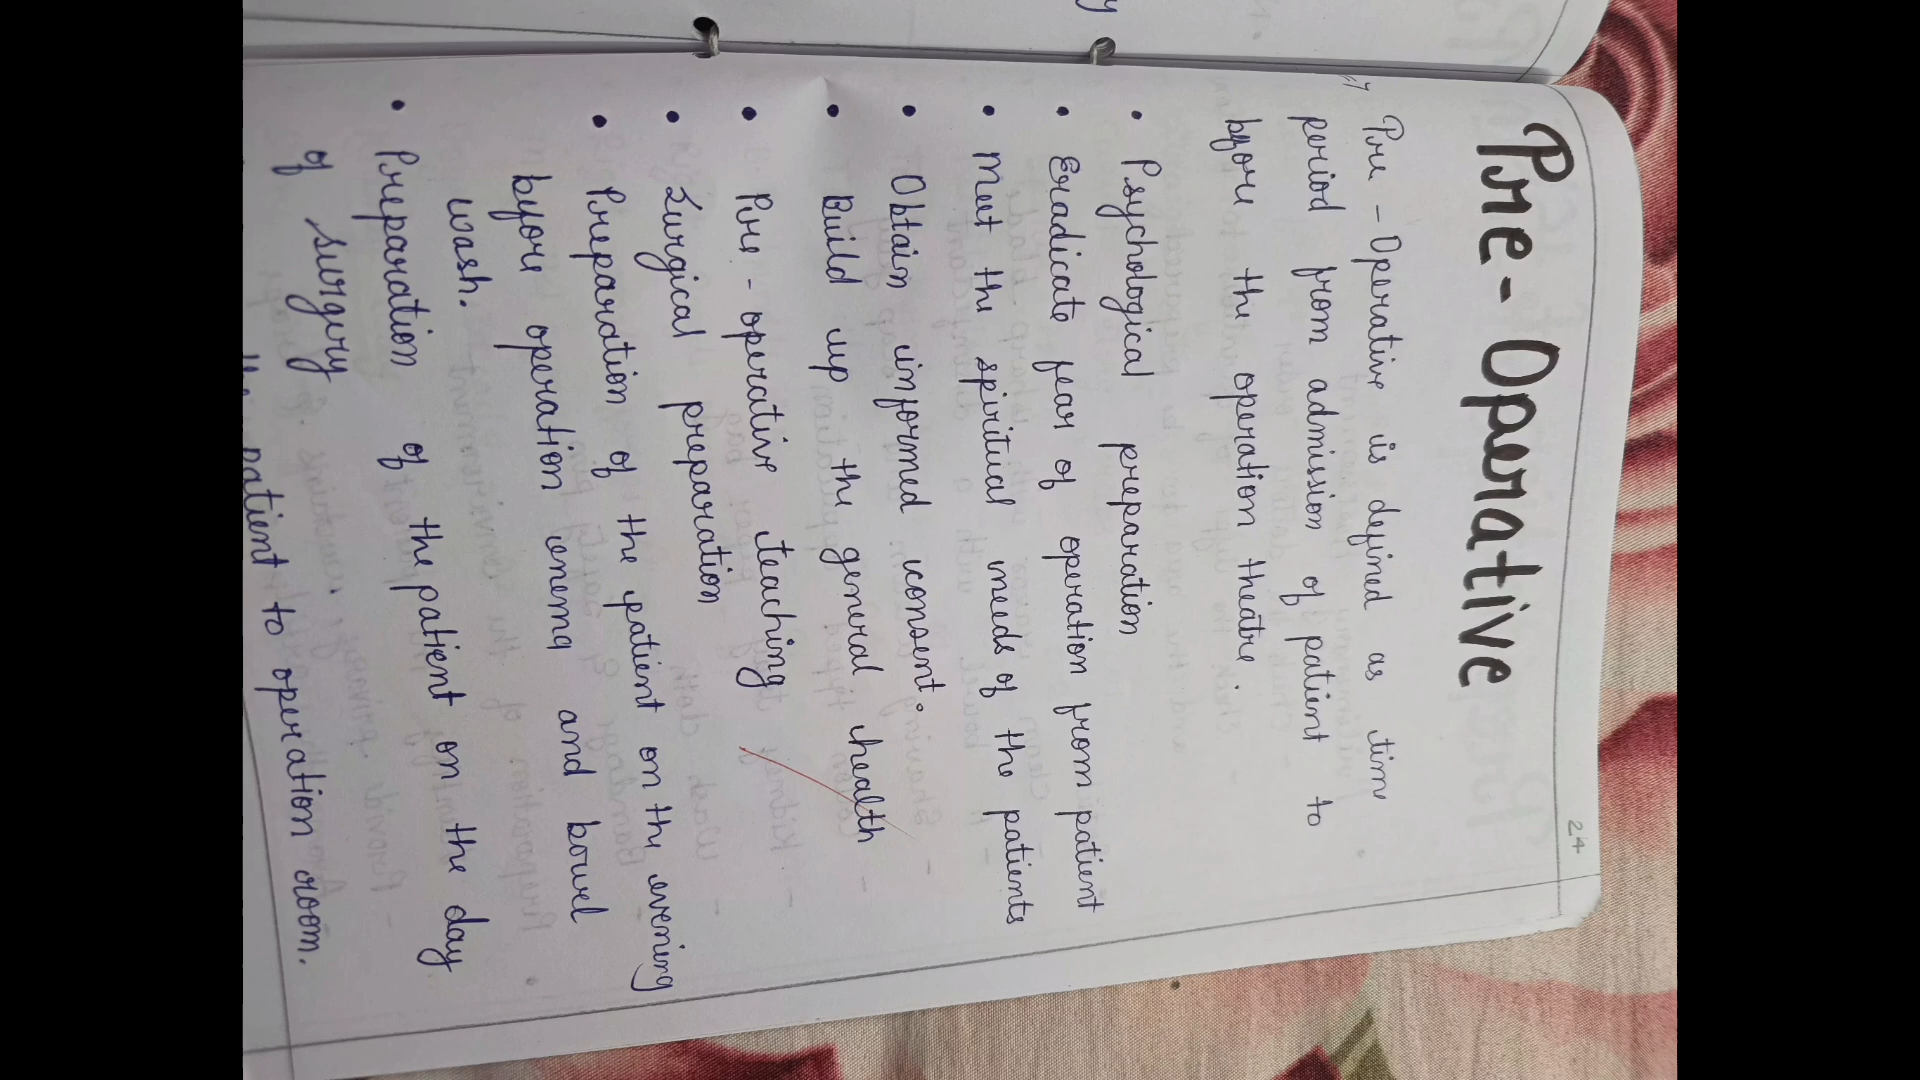 24
Pre-Operative
Pre-Operative is defined as time
period from admission of patient to
before the operation theatre.
• Psychological preparation
• Eradicate fear of operation from patient
• Meet the spiritual needs of the patients
• Obtain informed consent.
• Build up the general health
• Pre-operative teaching
• Surgical preparation
• Preparation of the patient on the evening
before operation enema and bowel
wash.
• Preparation of the patient on the day
of surgery
the patient to operation room.